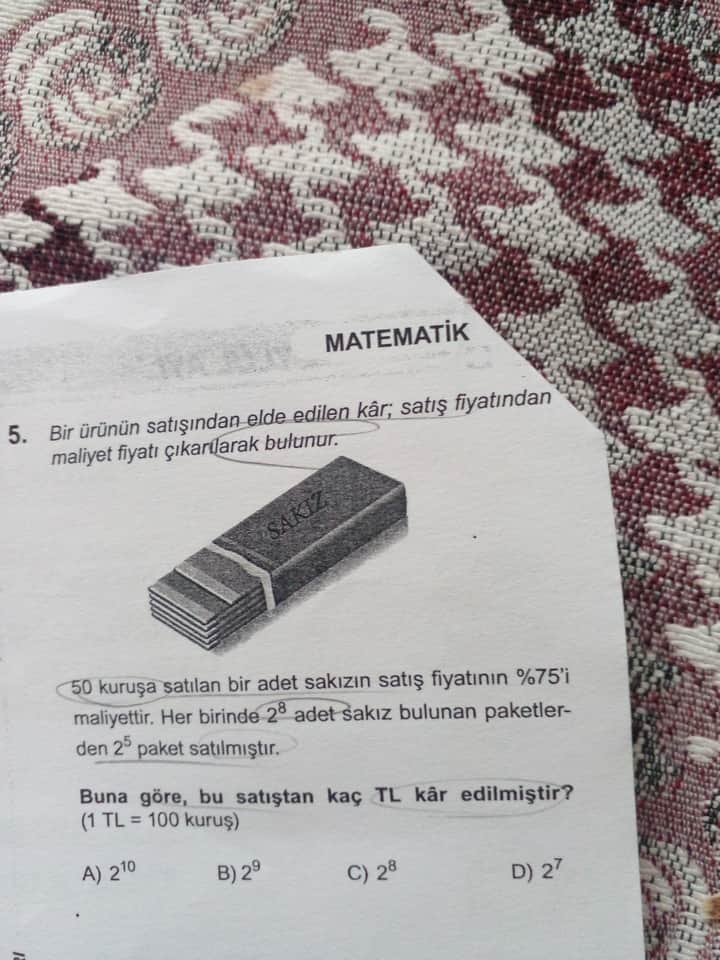 MATEMATİK
5. Bir ürünün satışından elde edilen kâr; satış fiyatından
maliyet fiyatı çıkarılarak bulunur.
SAKIZ
50 kuruşa satılan bir adet sakızın satış fiyatının %75'i
maliyettir. Her birinde 2⁸ adet sakız bulunan paketler-
den 2⁵ paket satılmıştır.
Buna göre, bu satıştan kaç TL kâr edilmiştir?
(1 TL = 100 kuruş)
A) 2¹⁰ B) 2⁹ C) 2⁸ D) 2⁷